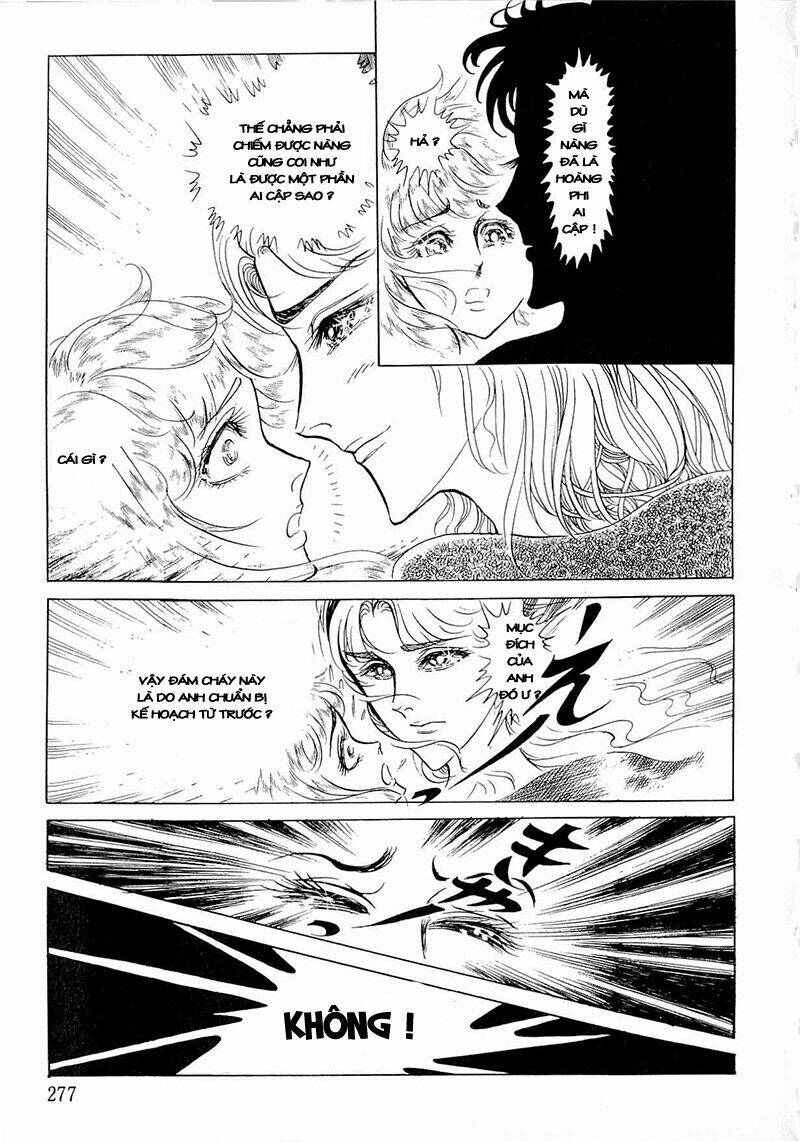 MÀ
DÙ
GÌ
NÀNG
ĐÃ LÀ
HOÀNG
PHI
AI
CẬP !
HẢ ?
THẾ CHẲNG PHẢI
CHIẾM ĐƯỢC NÀNG
CŨNG COI NHƯ
LÀ ĐƯỢC MỘT PHẦN
AI CẬP SAO ?
CÁI GÌ ?
MỤC
ĐÍCH
CỦA
ANH
ĐÓ Ư ?
VẬY ĐÁM CHÁY NÀY
LÀ DO ANH CHUẨN BỊ
KẾ HOẠCH TỪ TRƯỚC ?
え
きゃ
KHÔNG !
277